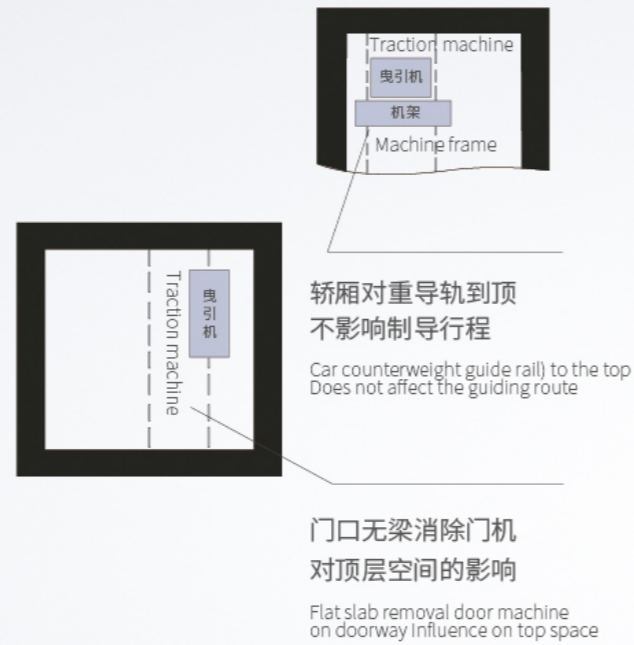 Traction machine
曳引机
机架
Machine frame
轿厢对重导轨到顶
不影响制导行程
Car counterweight guide rail) to the top
Does not affect the guiding route
Traction machine
曳引机
门口无梁消除门机
对顶层空间的影响
Flat slab removal door machine
on doorway Influence on top space